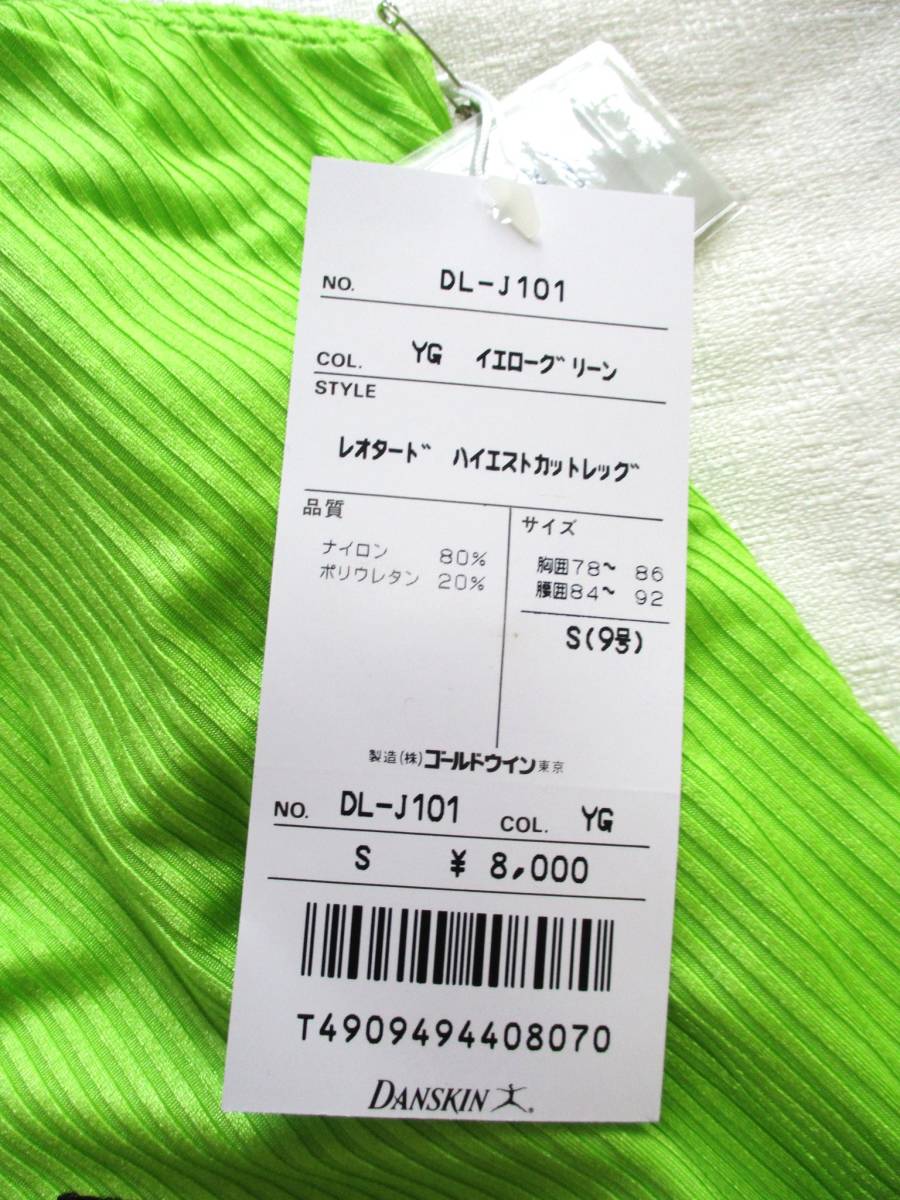 NO. DL-J101
COL. YG イエローグリーン
STYLE
レオタード ハイエストカットレッグ
品質
ナイロン 80%
ポリウレタン 20%
サイズ
胸囲78～ 86
腰囲84～ 92
S(9号)
製造(株)ゴールドウイン東京
NO. DL-J101 COL. YG
S ¥ 8,000
T4909494408070
DANSKIN